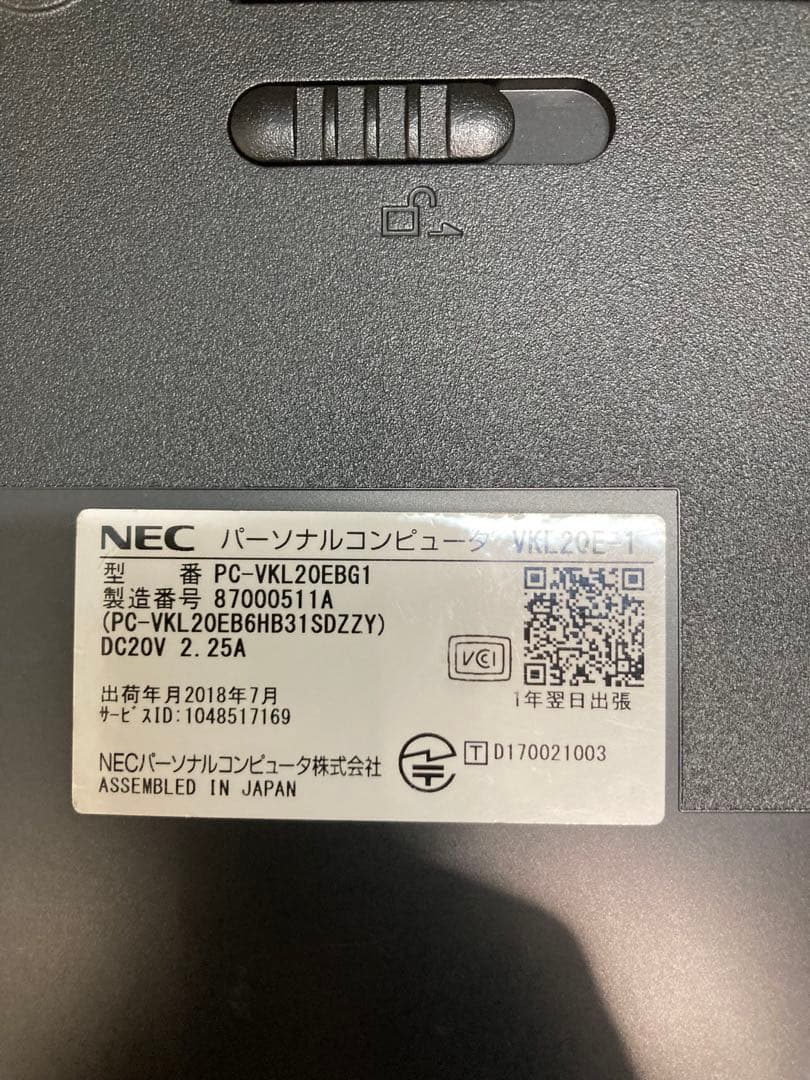 1
NEC パーソナルコンピュータ VKL20E-1
型 番 PC-VKL20EBG1
製造番号 87000511A
(PC-VKL20EB6HB31SDZZY)
DC20V 2.25A
VCI
1年翌日出張
出荷年月2018年7月
サービスID:1048517169
NECパーソナルコンピュータ株式会社
T D170021003
ASSEMBLED IN JAPAN